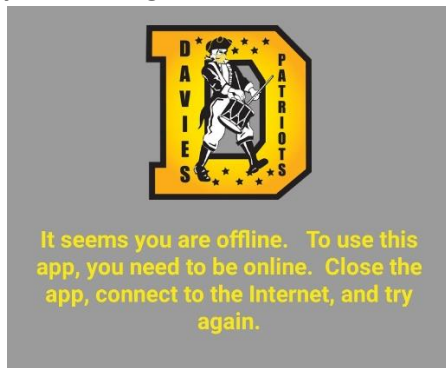 DAVIES
PATRIOTS
It seems you are offline. To use this
app, you need to be online. Close the
app, connect to the Internet, and try
again.